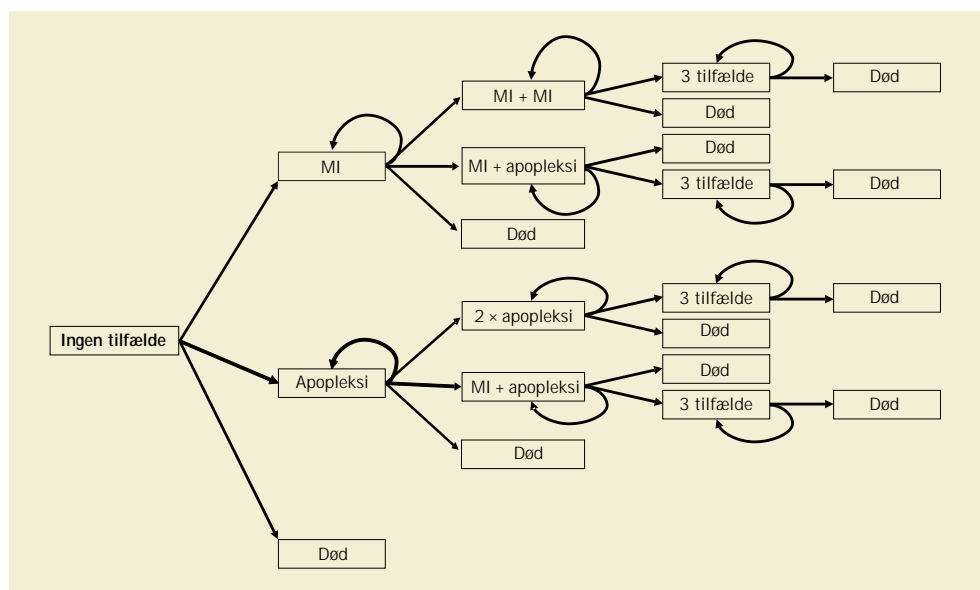 3 tilfælde
Død
MI + MI
Død
Død
MI
MI + apopleksi
3 tilfælde
Død
Død
3 tilfælde
Død
2 × apopleksi
Død
Ingen tilfælde
Død
Apopleksi
MI + apopleksi
3 tilfælde
Død
Død
Død